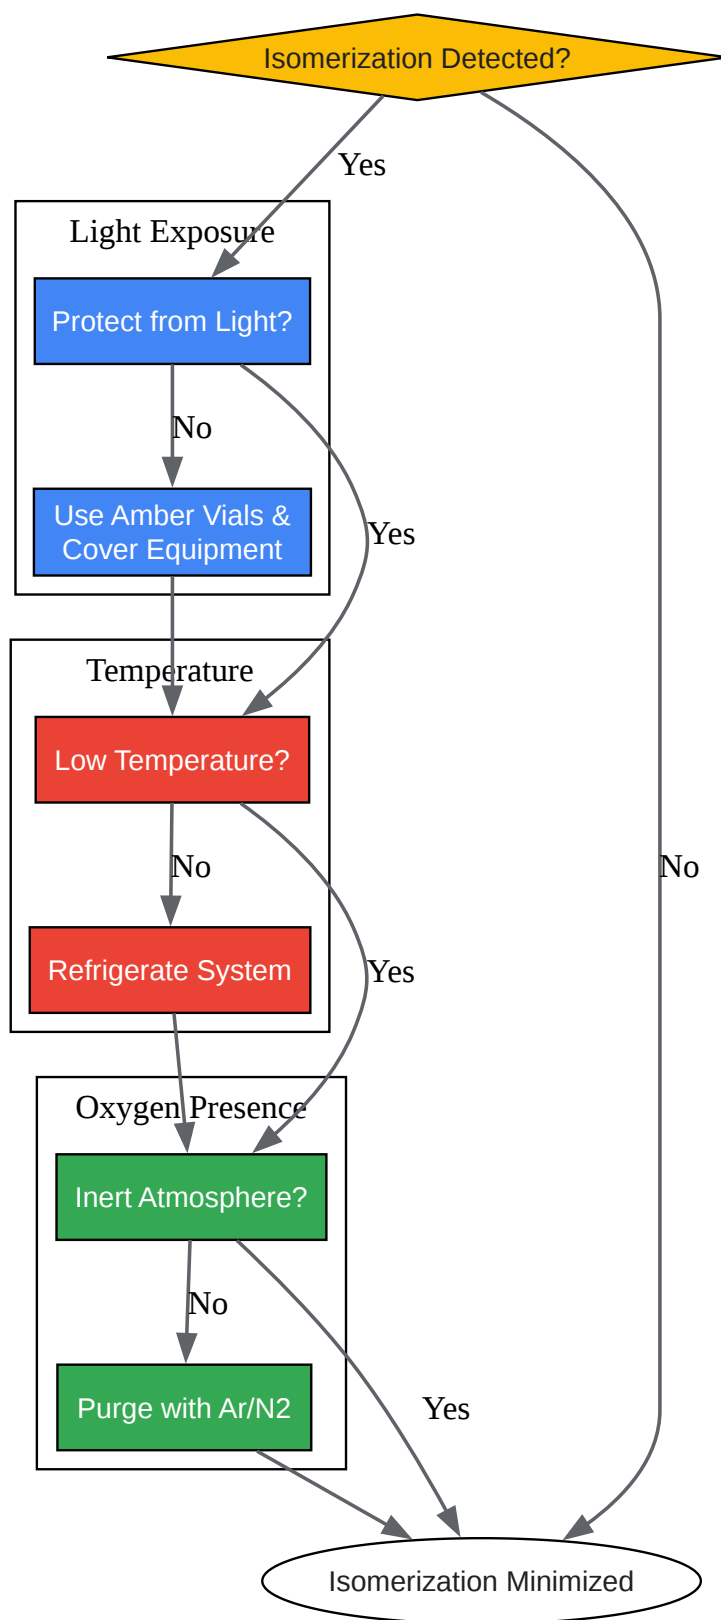 Isomerization Detected?
Yes
Light Exposure
Protect from Light?
No
Use Amber Vials &
Cover Equipment
Yes
Temperature
Low Temperature?
No
No
Refrigerate System
Yes
Oxygen Presence
Inert Atmosphere?
No
Purge with Ar/N2
Yes
Isomerization Minimized